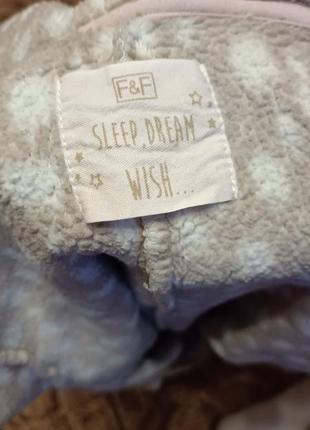 F&F
SLEEP, DREAM
WISH...